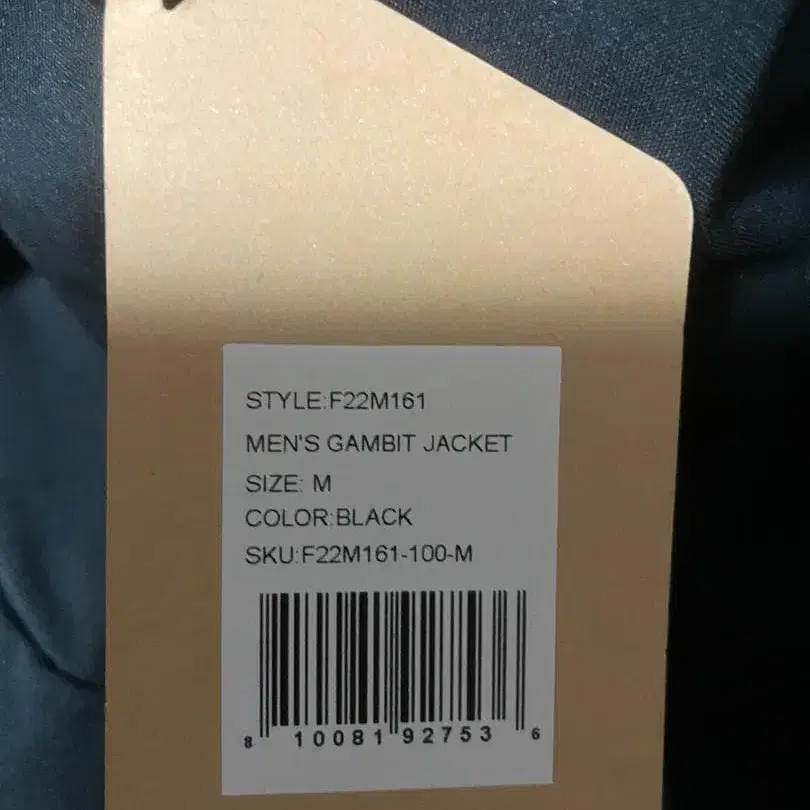 STYLE:F22M161
MEN'S GAMBIT JACKET
SIZE: M
COLOR:BLACK
SKU:F22M161-100-M
8 10081 92753 6